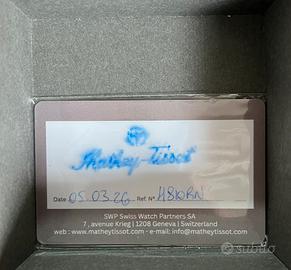 Mathey-Tissot
Date 05.03.26 Ref. N° H810RN
SWP Swiss Watch Partners SA
7, avenue Krieg | 1208 Geneva | Switzerland
web : www.matheytissot.com - e-mail: info@matheytissot.com
subito